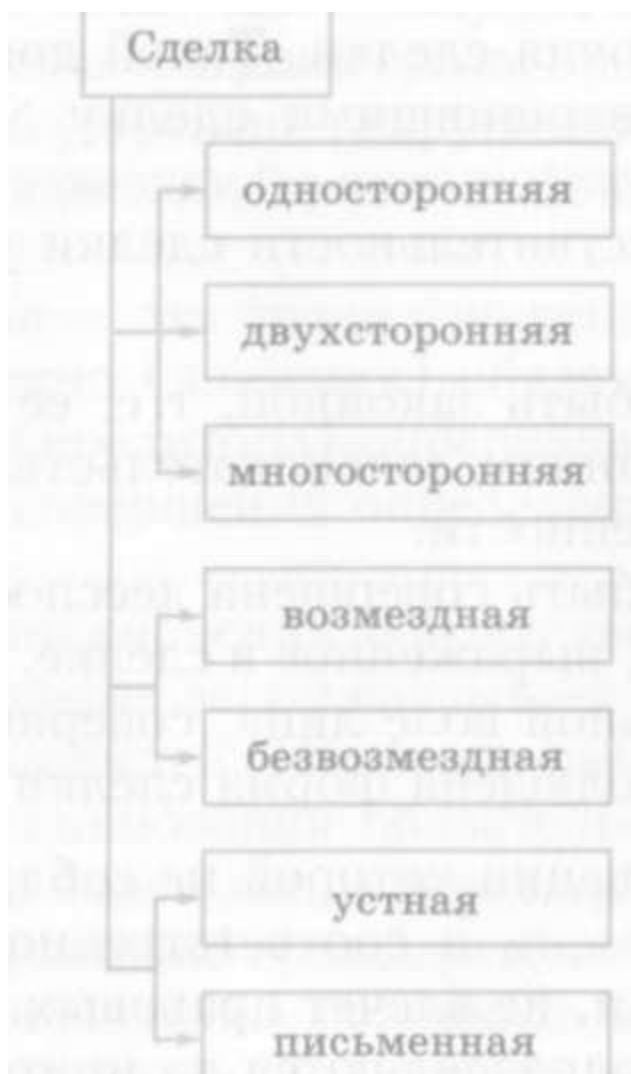 Сделка
односторонняя
двухсторонняя
многосторонняя
возмездная
безвозмездная
устная
письменная